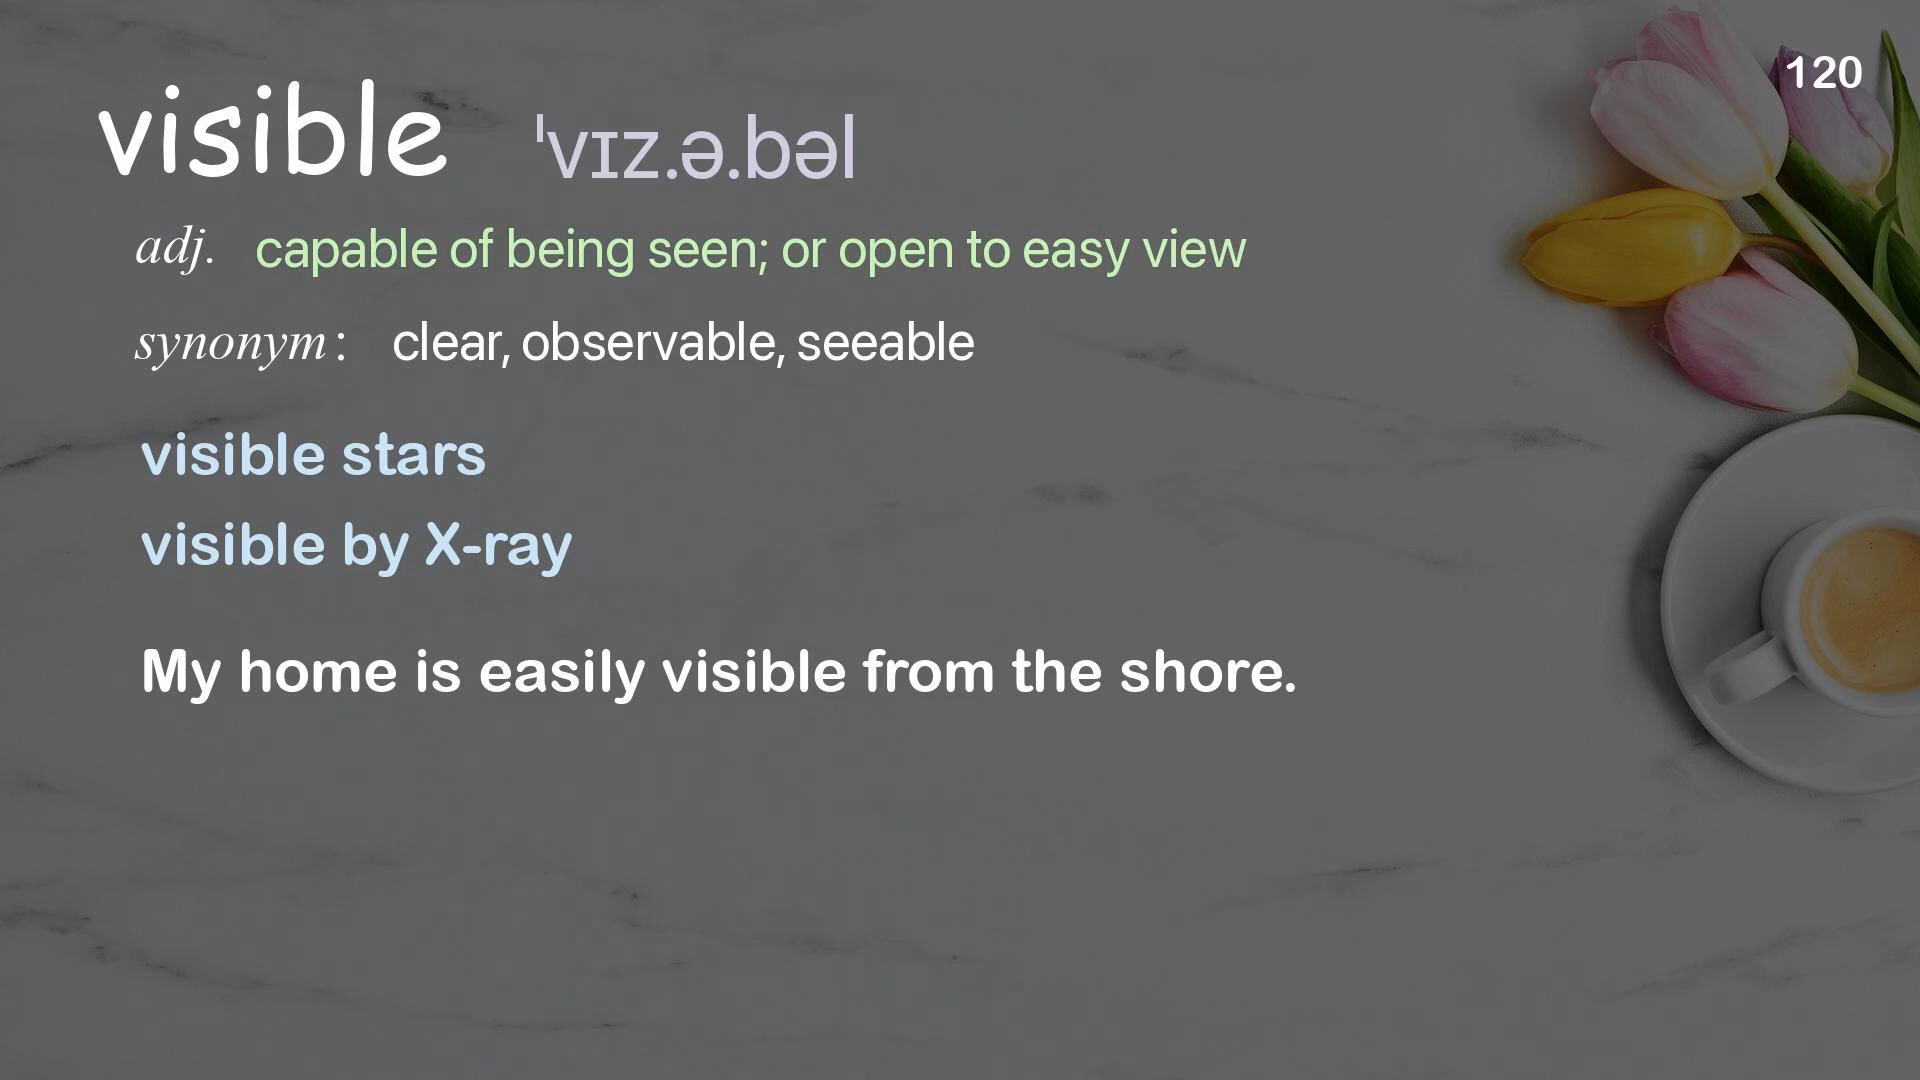 120
visible ˈvɪz.ə.bəl
adj. capable of being seen; or open to easy view
synonym: clear, observable, seeable
visible stars
visible by X-ray
My home is easily visible from the shore.